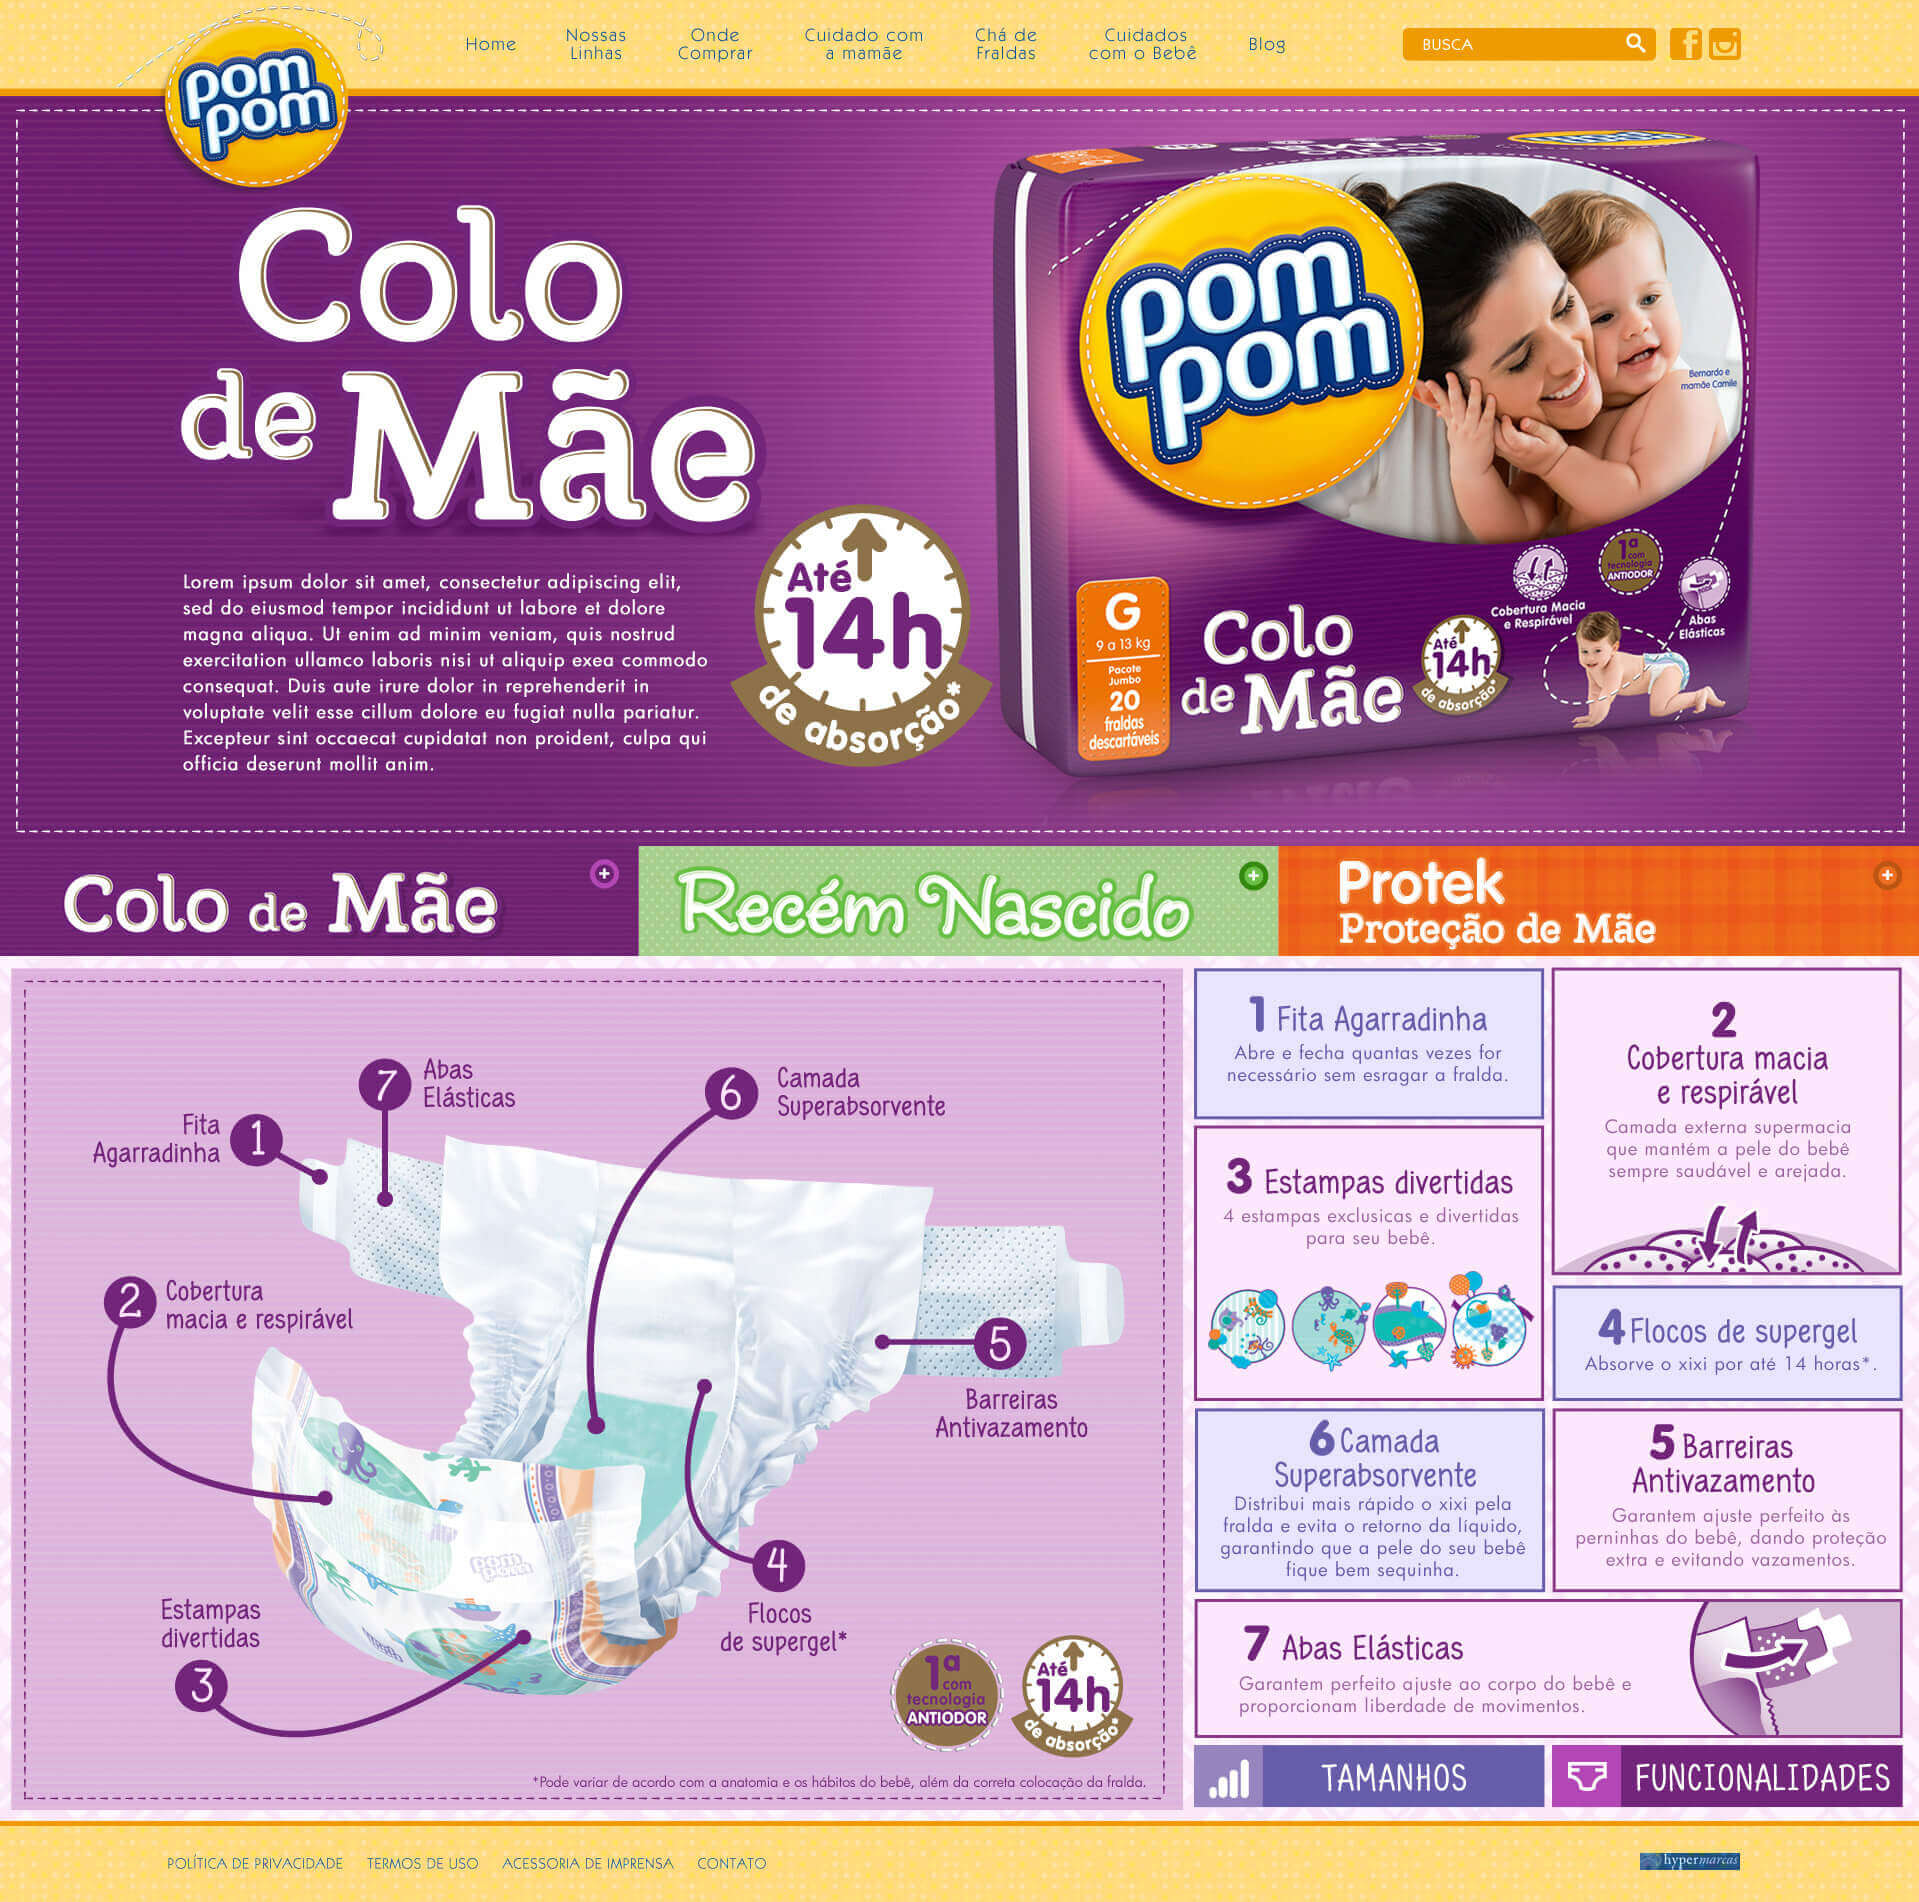 pom
pom
Home
Nossas
Linhas
Onde
Comprar
Cuidado com
a mamãe
Chá de
Fraldas
Cuidados
com o Bebê
Blog
BUSCA
Colo
de Mãe
Lorem ipsum dolor sit amet, consectetur adipiscing elit,
sed do eiusmod tempor incididunt ut labore et dolore
magna aliqua. Ut enim ad minim veniam, quis nostrud
exercitation ullamco laboris nisi ut aliquip exea commodo
consequat. Duis aute irure dolor in reprehenderit in
voluptate velit esse cillum dolore eu fugiat nulla pariatur.
Excepteur sint occaecat cupidatat non proident, culpa qui
officia deserunt mollit anim.
Até
14h
de absorção*
pom
pom
Bernardo e
mamãe Camile
G
9 a 13 kg
Pacote
Jumbo
20
fraldas
descartáveis
Colo
de Mãe
Até
14h
de absorção*
Cobertura Macia
e Respirável
1ª
com
tecnologia
ANTIODOR
Abas
Elásticas
Colo de Mãe
Recém Nascido
Protek
Proteção de Mãe
7
Abas
Elásticas
6
Camada
Superabsorvente
Fita
Agarradinha
1
2
Cobertura
macia e respirável
5
Barreiras
Antivazamento
4
Flocos
de supergel*
Estampas
divertidas
3
pom
pom
1ª
com
tecnologia
ANTIODOR
Até
14h
de absorção*
*Pode variar de acordo com a anatomia e os hábitos do bebê, além da correta colocação da fralda.
1 Fita Agarradinha
Abre e fecha quantas vezes for
necessário sem esragar a fralda.
2
Cobertura macia
e respirável
Camada externa supermacia
que mantém a pele do bebê
sempre saudável e arejada.
3 Estampas divertidas
4 estampas exclusicas e divertidas
para seu bebê.
4 Flocos de supergel
Absorve o xixi por até 14 horas*.
6 Camada
Superabsorvente
Distribui mais rápido o xixi pela
fralda e evita o retorno da líquido,
garantindo que a pele do seu bebê
fique bem sequinha.
5 Barreiras
Antivazamento
Garantem ajuste perfeito às
perninhas do bebê, dando proteção
extra e evitando vazamentos.
7 Abas Elásticas
Garantem perfeito ajuste ao corpo do bebê e
proporcionam liberdade de movimentos.
TAMANHOS
FUNCIONALIDADES
POLÍTICA DE PRIVACIDADE
TERMOS DE USO
ACESSORIA DE IMPRENSA
CONTATO
hypermarcas